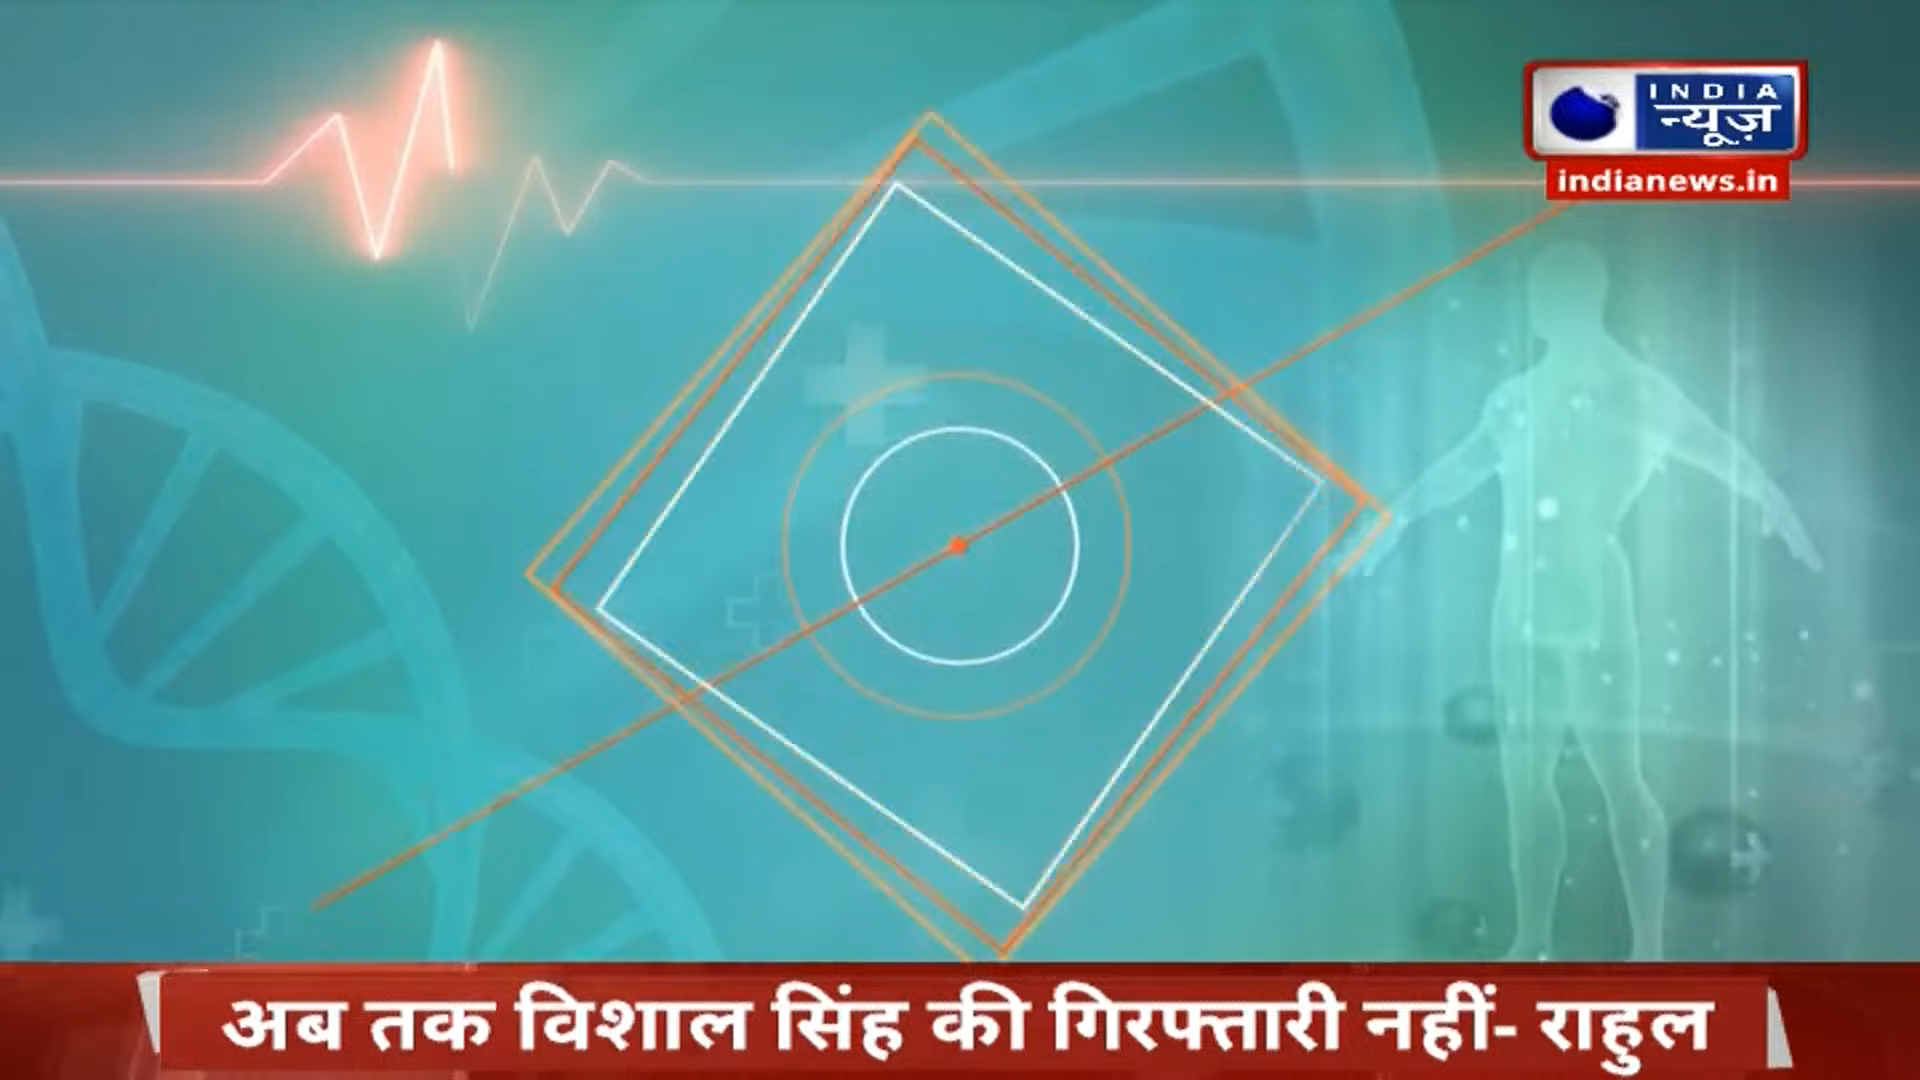 INDIA
न्यूज़
indianews.in
अब तक विशाल सिंह की गिरफ्तारी नहीं- राहुल